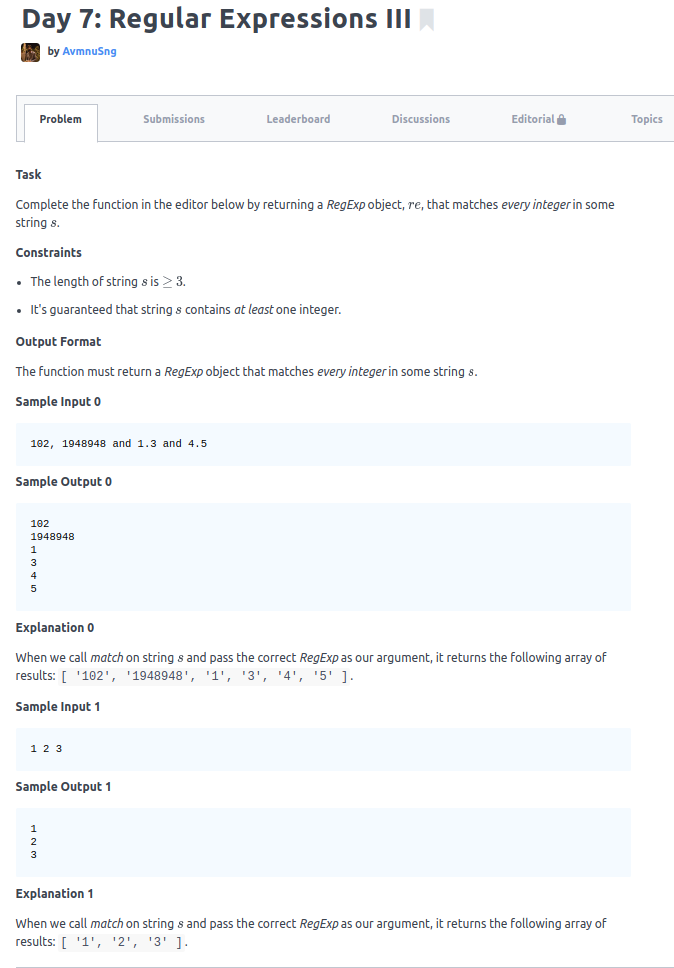 Day 7: Regular Expressions III
by AvmnuSng
Problem Submissions Leaderboard Discussions Editorial Topics
Task
Complete the function in the editor below by returning a RegExp object, re, that matches every integer in some
string s.
Constraints
• The length of string s is ≥ 3.
• It's guaranteed that string s contains at least one integer.
Output Format
The function must return a RegExp object that matches every integer in some string s.
Sample Input 0
102, 1948948 and 1.3 and 4.5
Sample Output 0
102
1948948
1
3
4
5
Explanation 0
When we call match on string s and pass the correct RegExp as our argument, it returns the following array of
results: [ '102', '1948948', '1', '3', '4', '5' ].
Sample Input 1
1 2 3
Sample Output 1
1
2
3
Explanation 1
When we call match on string s and pass the correct RegExp as our argument, it returns the following array of
results: [ '1', '2', '3' ].